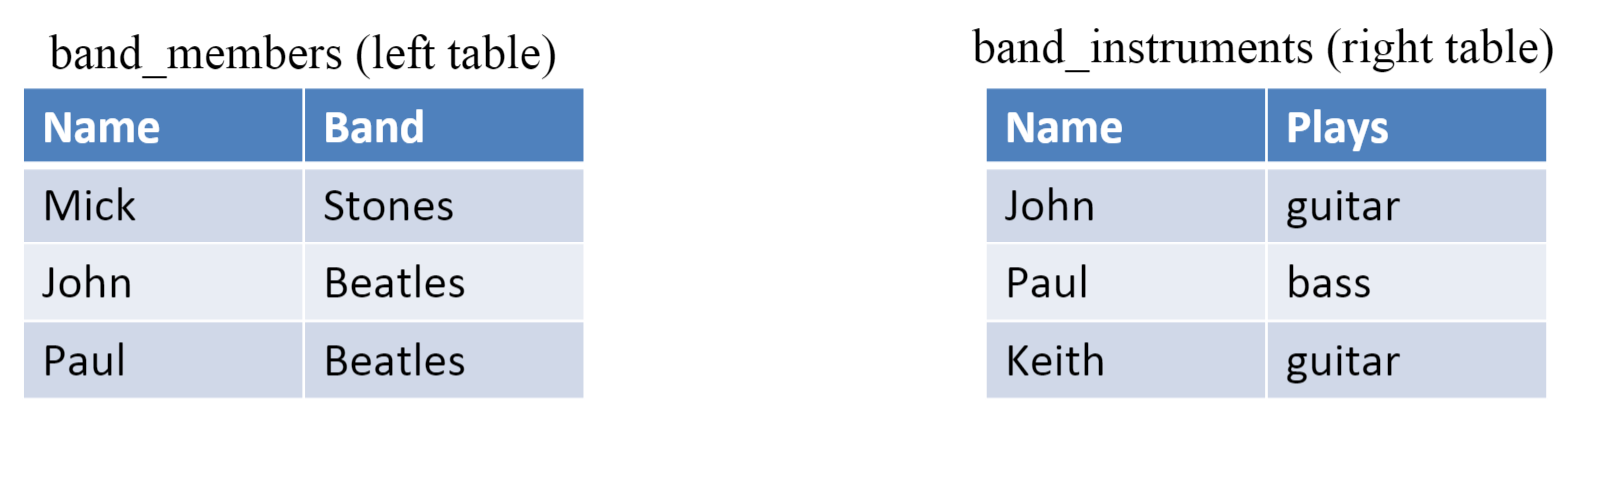 band_members (left table)
Name Band
Mick Stones
John Beatles
Paul Beatles
band_instruments (right table)
Name Plays
John guitar
Paul bass
Keith guitar